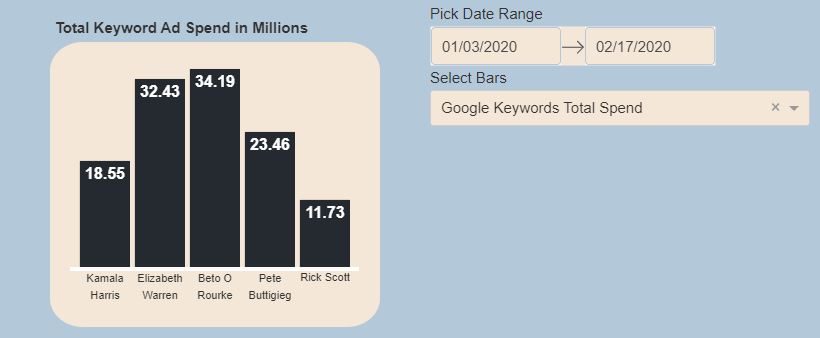 Total Keyword Ad Spend in Millions
34.19
32.43
23.46
18.55
11.73
Kamala Harris
Elizabeth Warren
Beto O Rourke
Pete Buttigieg
Rick Scott
Pick Date Range
01/03/2020 → 02/17/2020
Select Bars
Google Keywords Total Spend ×